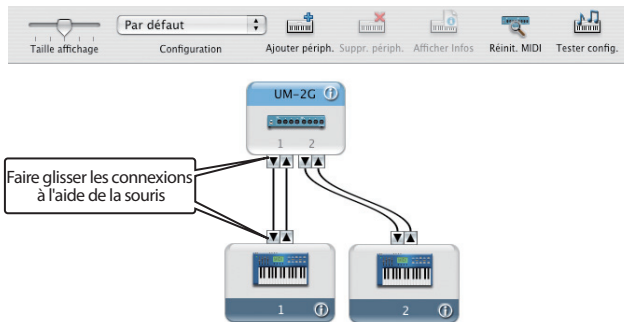 Par défaut
Taille affichage Configuration Ajouter périph. Suppr. périph. Afficher Infos Réinit. MIDI Tester config.
UM-2G
1 2
Faire glisser les connexions
à l'aide de la souris
1 2